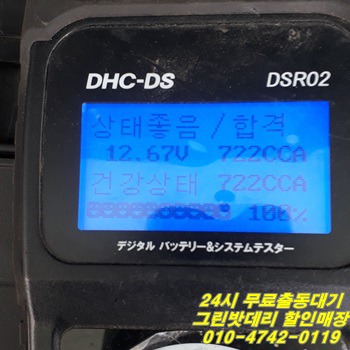 DHC-DS DSR02
상태좋음/합격
12.67V 722CCA
건강상태 722CCA
100%
デジタル バッテリー&システムテスター
24시 무료출동대기
그린밧데리 할인매장
010-4742-0119